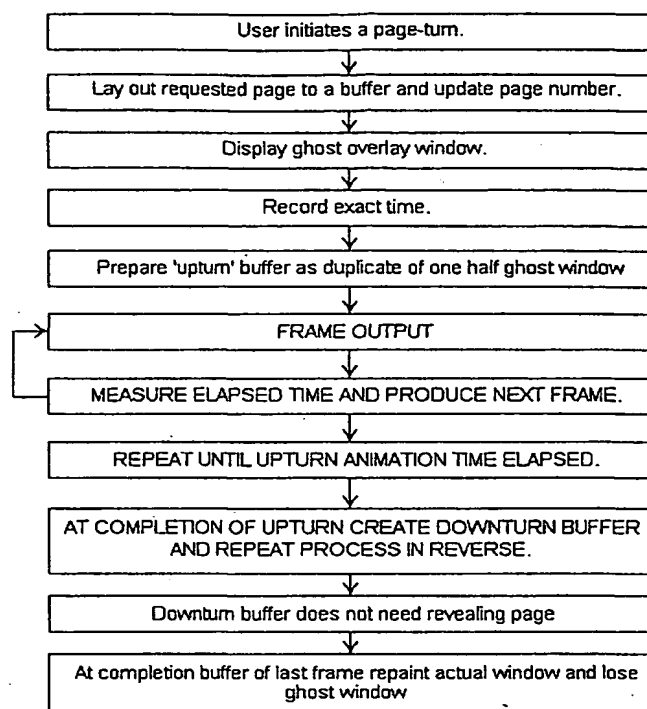 User initiates a page-turn.
Lay out requested page to a buffer and update page number.
Display ghost overlay window.
Record exact time.
Prepare 'upturn' buffer as duplicate of one half ghost window
FRAME OUTPUT
MEASURE ELAPSED TIME AND PRODUCE NEXT FRAME.
REPEAT UNTIL UPTURN ANIMATION TIME ELAPSED.
AT COMPLETION OF UPTURN CREATE DOWNTURN BUFFER
AND REPEAT PROCESS IN REVERSE.
Downturn buffer does not need revealing page
At completion buffer of last frame repaint actual window and lose
ghost window